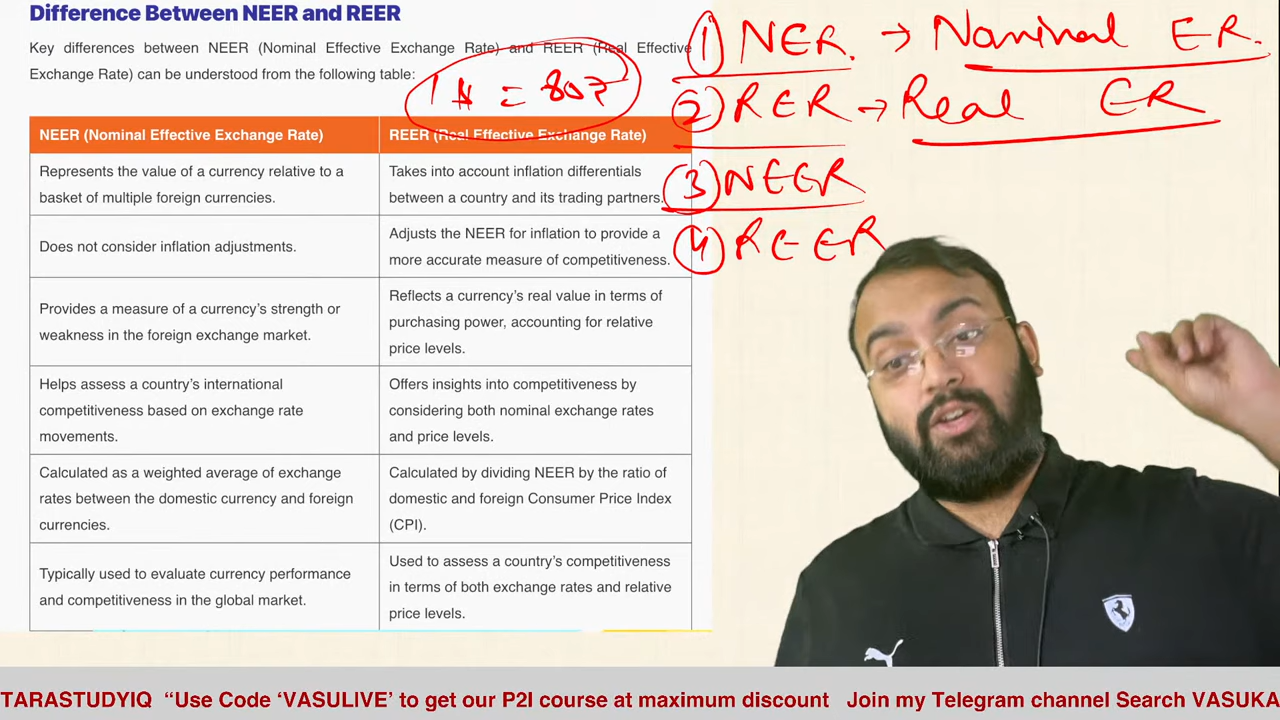 Difference Between NEER and REER
Key differences between NEER (Nominal Effective Exchange Rate) and REER (Real Effective
Exchange Rate) can be understood from the following table:
1 $ = 80₹
① NER. → Nominal ER.
② RER → Real ER
③ NEER
④ REER
NEER (Nominal Effective Exchange Rate)
REER (Real Effective Exchange Rate)
Represents the value of a currency relative to a
basket of multiple foreign currencies.
Takes into account inflation differentials
between a country and its trading partners.
Does not consider inflation adjustments.
Adjusts the NEER for inflation to provide a
more accurate measure of competitiveness.
Provides a measure of a currency's strength or
weakness in the foreign exchange market.
Reflects a currency's real value in terms of
purchasing power, accounting for relative
price levels.
Helps assess a country's international
competitiveness based on exchange rate
movements.
Offers insights into competitiveness by
considering both nominal exchange rates
and price levels.
Calculated as a weighted average of exchange
rates between the domestic currency and foreign
currencies.
Calculated by dividing NEER by the ratio of
domestic and foreign Consumer Price Index
(CPI).
Typically used to evaluate currency performance
and competitiveness in the global market.
Used to assess a country's competitiveness
in terms of both exchange rates and relative
price levels.
PUMA
TARASTUDYIQ “Use Code ‘VASULIVE’ to get our P2I course at maximum discount Join my Telegram channel Search VASUKA